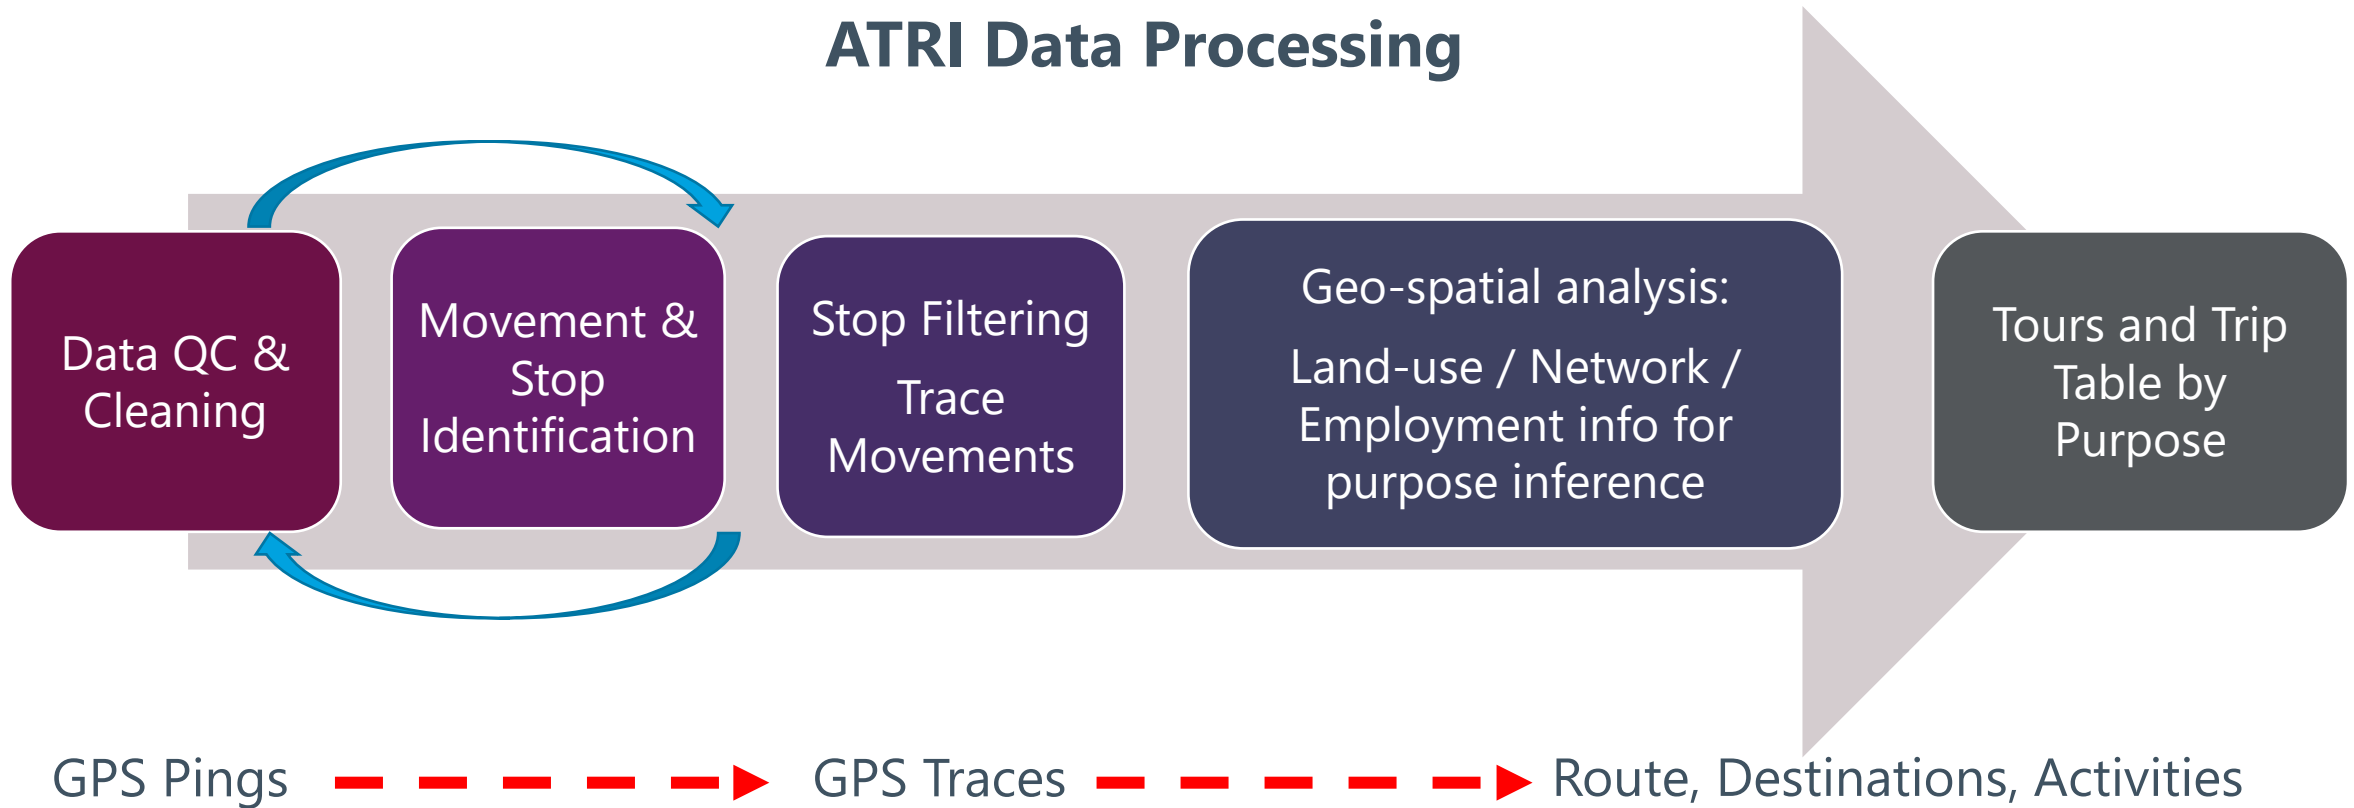 ATRI Data Processing
Data QC &
Cleaning
Movement &
Stop
Identification
Stop Filtering
Trace
Movements
Geo-spatial analysis:
Land-use / Network /
Employment info for
purpose inference
Tours and Trip
Table by
Purpose
GPS Pings
GPS Traces
Route, Destinations, Activities